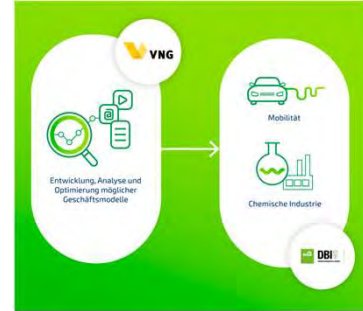 VNG
Entwicklung, Analyse und
Optimierung möglicher
Geschäftsmodelle
Mobilität
Chemische Industrie
DBI